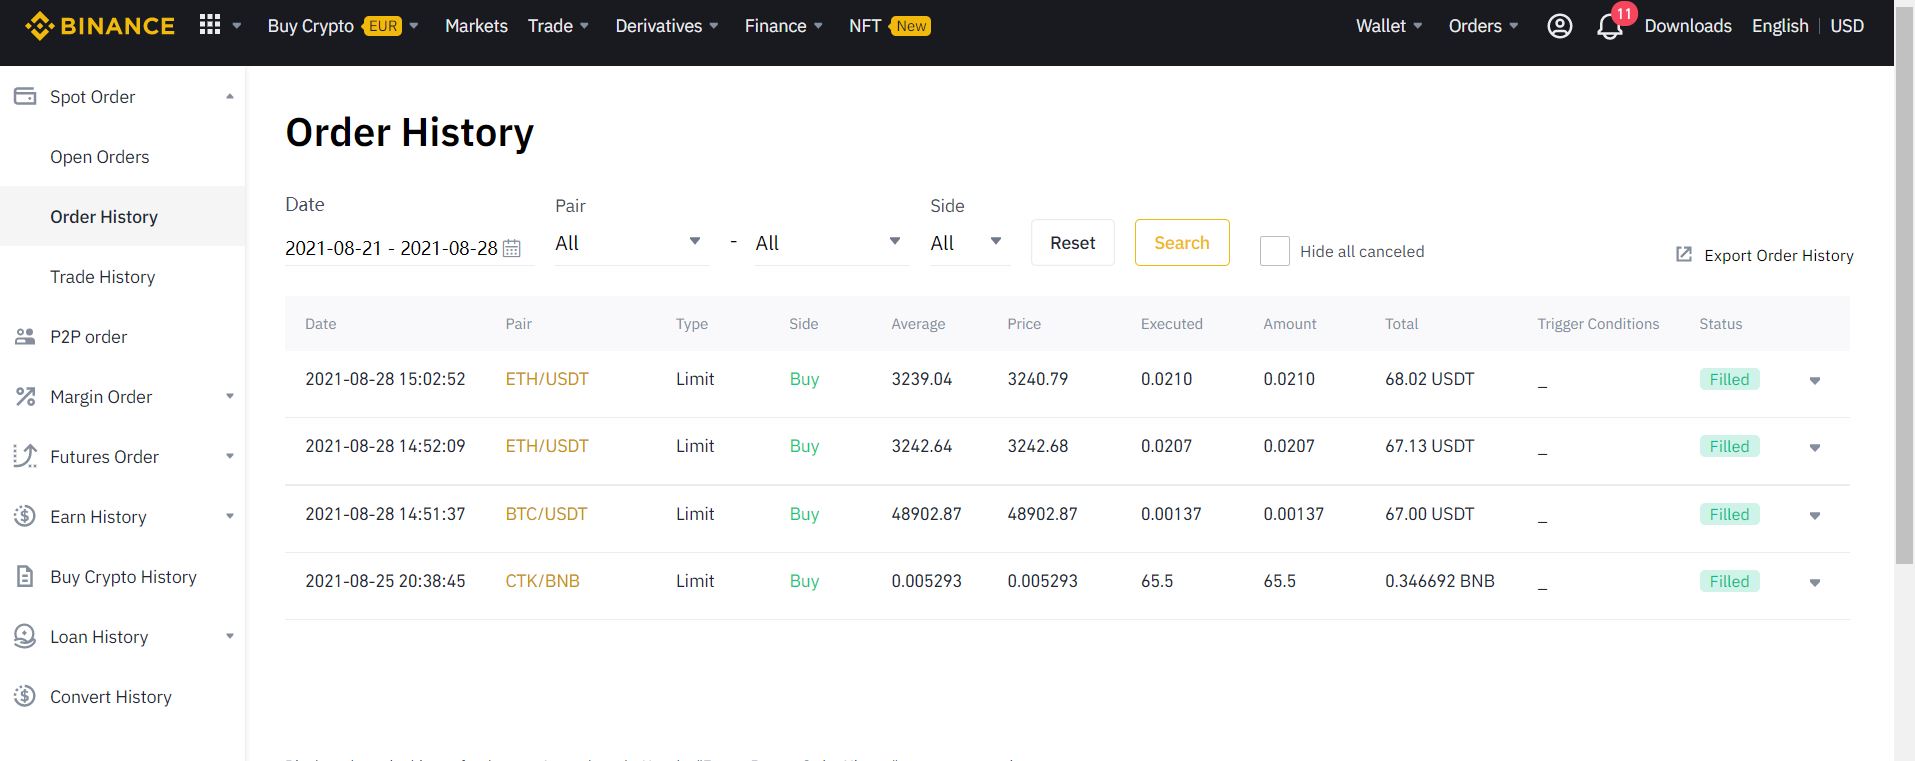 BINANCE Buy Crypto EUR Markets Trade Derivatives Finance NFT New Wallet Orders 11 Downloads English USD
Spot Order
Open Orders
Order History
Trade History
P2P order
Margin Order
Futures Order
Earn History
Buy Crypto History
Loan History
Convert History
Order History
Date Pair Side
2021-08-21 - 2021-08-28 All - All All Reset Search Hide all canceled Export Order History
Date Pair Type Side Average Price Executed Amount Total Trigger Conditions Status
2021-08-28 15:02:52 ETH/USDT Limit Buy 3239.04 3240.79 0.0210 0.0210 68.02 USDT _ Filled
2021-08-28 14:52:09 ETH/USDT Limit Buy 3242.64 3242.68 0.0207 0.0207 67.13 USDT _ Filled
2021-08-28 14:51:37 BTC/USDT Limit Buy 48902.87 48902.87 0.00137 0.00137 67.00 USDT _ Filled
2021-08-25 20:38:45 CTK/BNB Limit Buy 0.005293 0.005293 65.5 65.5 0.346692 BNB _ Filled